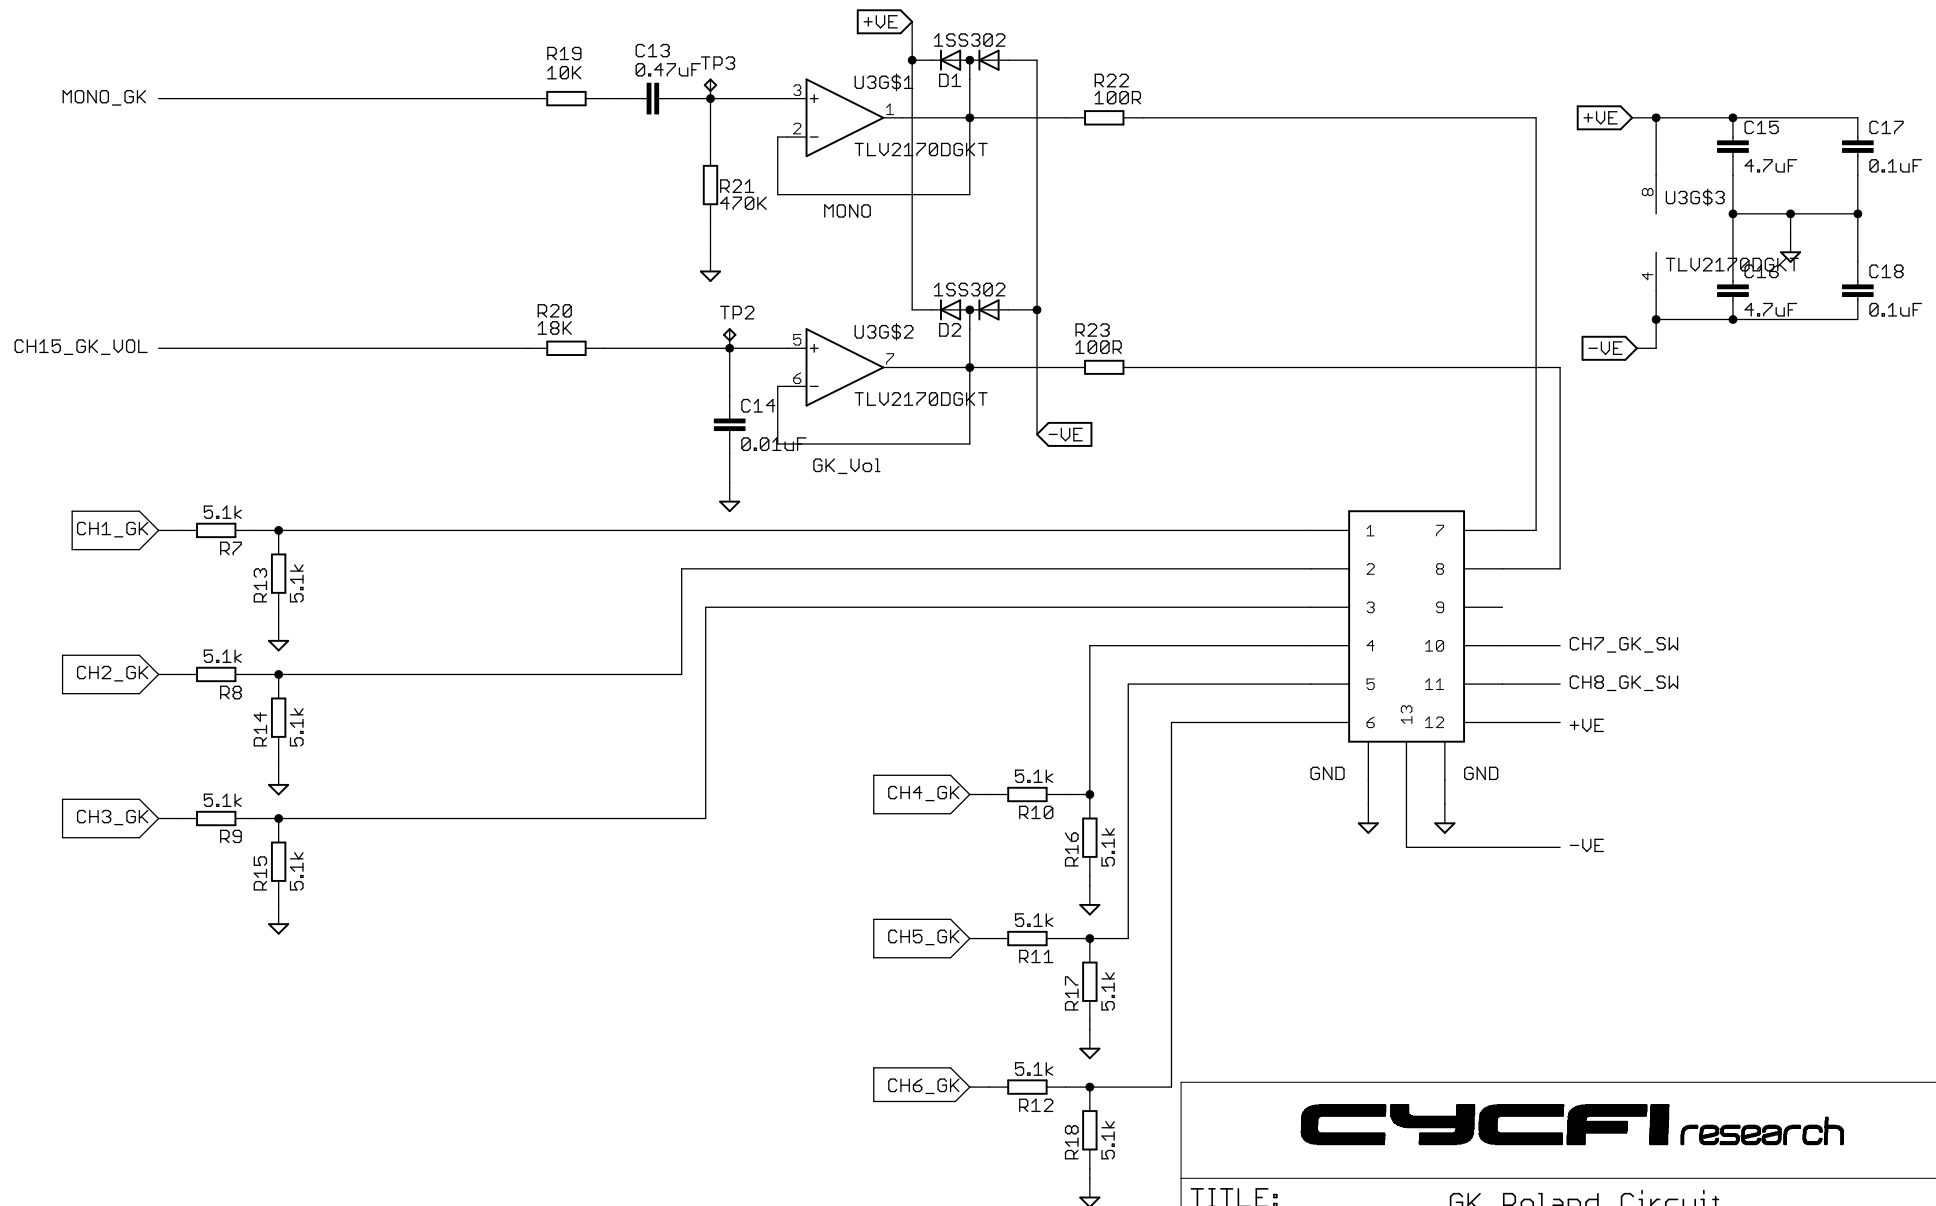 +VE
1SS302
D1
R19
10K
C13
0.47uF
TP3
MONO_GK
3
2
1
U3G$1
TLV2170DGKT
R21
470K
MONO
R22
100R
+VE
C15
4.7uF
C17
0.1uF
8
U3G$3
4
TLV2170DGKT
C16
4.7uF
C18
0.1uF
-VE
1SS302
D2
R20
18K
TP2
CH15_GK_VOL
5
6
7
U3G$2
TLV2170DGKT
C14
0.01uF
GK_Vol
R23
100R
-VE
CH1_GK
5.1k
R7
R13
5.1k
CH2_GK
5.1k
R8
R14
5.1k
CH3_GK
5.1k
R9
R15
5.1k
1 7
2 8
3 9
4 10
5 11
6 13 12
CH7_GK_SW
CH8_GK_SW
+VE
GND
GND
-VE
CH4_GK
5.1k
R10
R16
5.1k
CH5_GK
5.1k
R11
R17
5.1k
CH6_GK
5.1k
R12
R18
5.1k
CYCFI research
TITLE: GK Roland Circuit